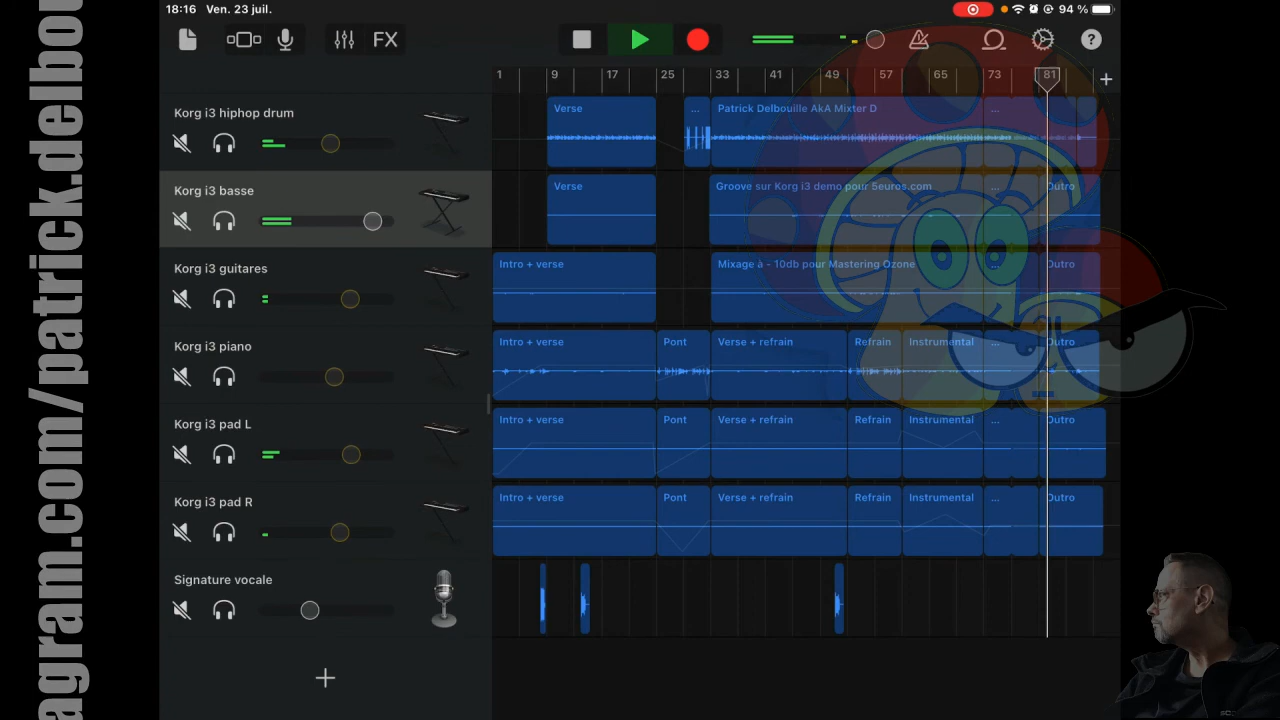 18:16 Ven. 23 juil.
94 %
FX
1 9 17 25 33 41 49 57 65 73 81
Korg i3 hiphop drum
Verse
...
Patrick Delbouille AkA Mixter D
...
Korg i3 basse
Verse
Groove sur Korg i3 demo pour 5euros.com
...
Outro
Korg i3 guitares
Intro + verse
Mixage à - 10db pour Mastering Ozone
...
Outro
Korg i3 piano
Intro + verse
Pont
Verse + refrain
Refrain
Instrumental
...
Outro
Korg i3 pad L
Intro + verse
Pont
Verse + refrain
Refrain
Instrumental
...
Outro
Korg i3 pad R
Intro + verse
Pont
Verse + refrain
Refrain
Instrumental
...
Outro
Signature vocale
agram.com/patrick.delbou